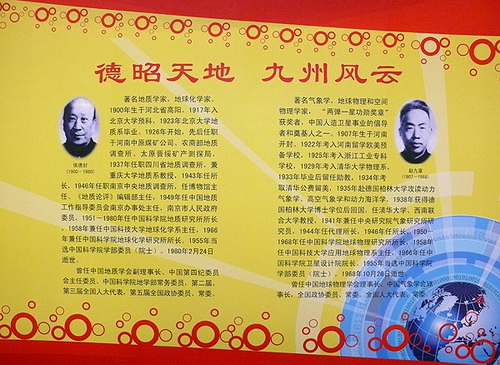 德昭天地 九州风云
著名地质学家，地球化学家。
1900年生于河北省高阳，1917年入
北京大学预科，1923年北京大学地
质系毕业，1926年开始，先后任职
于河南中原煤矿公司、农商部地质
调查所、太原晋绥矿产测探局，
1937年任职四川省地质调查所，兼
重庆大学地质系教授，1943年任所
长，1946年任职南京中央地质调查所，任博物馆主
任、《地质论评》编辑部主任，1949年任中国地质
工作指导委员会南京办事处主任，南京市人民政府
委员，1951—1980年任中国科学院地质研究所所长
，1958年兼任中国科技大学地球化学系主任，1966
年兼任中国科学院地球化学研究所所长，1955年当
选中国科学院学部委员（院士），1980年2月24日
逝世。
曾任中国地质学会副理事长、中国第四纪委员
会主任委员、中国科学院地学部常务委员，第二届、
第三届全国人大代表，第五届全国政协委员、常委。
侯德封
(1900－1980)
著名气象学家，地球物理和空间
物理学家，“两弹一星功勋奖章”
获奖者，中国人造卫星事业的倡导
者和奠基人之一。1907年生于河南
开封，1922年考入河南留学欧美预
备学校，1925年考入浙江工业专科
学校，1929年考入清华大学物理系，
1933年毕业后留任助教，1934年考
取清华公费留美，1935年赴德国柏林大学攻读动力
气象学、高空气象学和动力海洋学，1938年获得德
国柏林大学博士学位后回国，任清华大学、西南联
合大学教授，1941年兼任中央研究院气象研究所研
究员，1944年任代理所长，1946年任所长，1950—
1968年任中国科学院地球物理研究所所长，1958年
任中国科技大学应用地球物理系主任，1966年任中
国科学院卫星设计院院长，1955年当选中国科学院
学部委员（院士），1968年10月26日逝世。
曾任中国地球物理学会理事长，中国气象学会理
事长，全国政协委员、常委，全国人大代表、常委。
赵九章
(1907－1968)